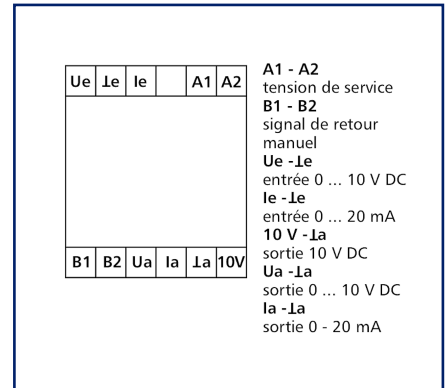 Ue ⊥e Ie A1 A2
B1 B2 Ua Ia ⊥a 10V
A1 - A2
tension de service
B1 - B2
signal de retour
manuel
Ue -⊥e
entrée 0 ... 10 V DC
Ie -⊥e
entrée 0 ... 20 mA
10 V -⊥a
sortie 10 V DC
Ua -⊥a
sortie 0 ... 10 V DC
Ia -⊥a
sortie 0 - 20 mA